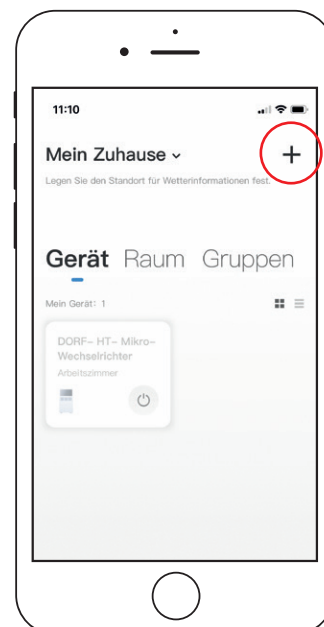 11:10
Mein Zuhause
Legen Sie den Standort für Wetterinformationen fest.
Gerät Raum Gruppen
Mein Gerät: 1
DORF- HT- Mikro-
Wechselrichter
Arbeitszimmer